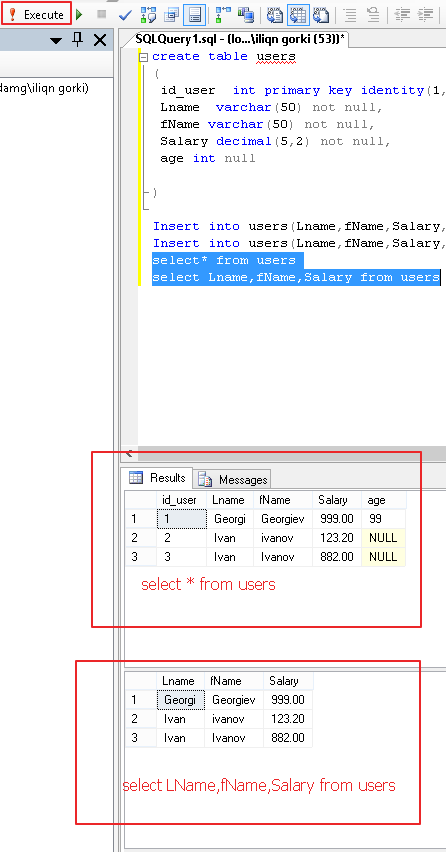 Execute
SQLQuery1.sql - (lo...\iliqn gorki (53))*
damg\iliqn gorki)
create table users
(
id_user int primary key identity(1,
Lname varchar(50) not null,
fName varchar(50) not null,
Salary decimal(5,2) not null,
age int null
)
Insert into users(Lname,fName,Salary,
Insert into users(Lname,fName,Salary,
select* from users
select Lname,fName,Salary from users
Results Messages
id_user Lname fName Salary age
1 1 Georgi Georgiev 999.00 99
2 2 Ivan ivanov 123.20 NULL
3 3 Ivan Ivanov 882.00 NULL
select * from users
Lname fName Salary
1 Georgi Georgiev 999.00
2 Ivan ivanov 123.20
3 Ivan Ivanov 882.00
select LName,fName,Salary from users